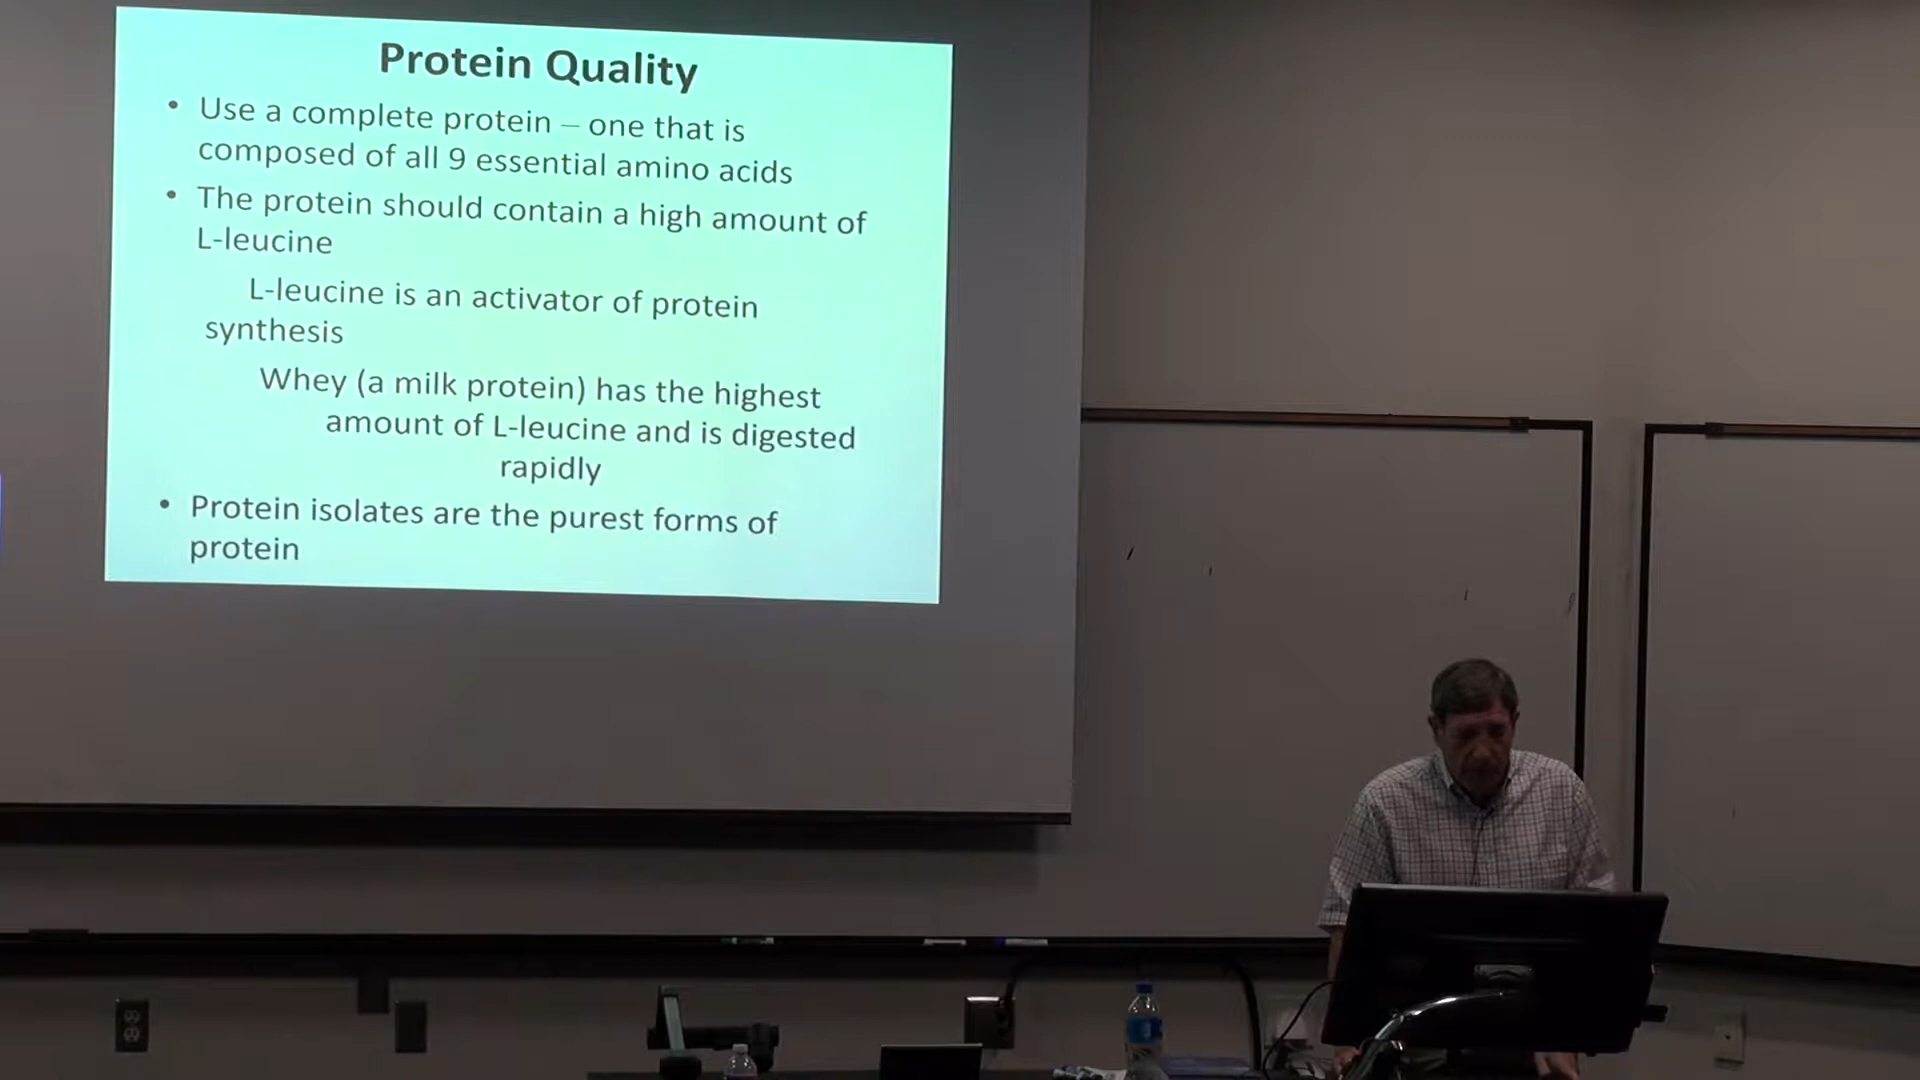 Protein Quality
• Use a complete protein – one that is
composed of all 9 essential amino acids
• The protein should contain a high amount of
L-leucine
L-leucine is an activator of protein
synthesis
Whey (a milk protein) has the highest
amount of L-leucine and is digested
rapidly
• Protein isolates are the purest forms of
protein